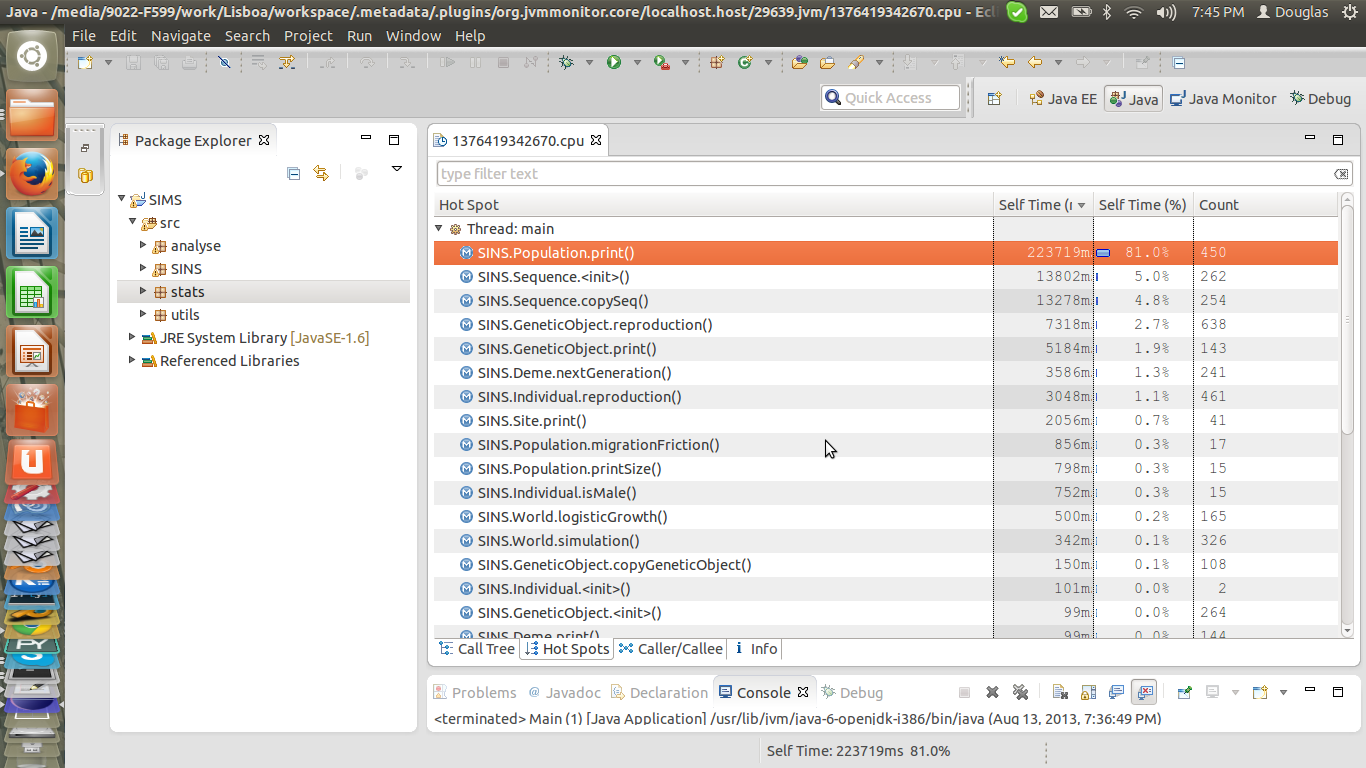 Java - /media/9022-F599/work/Lisboa/workspace/.metadata/.plugins/org.jvmmonitor.core/localhost.host/29639.jvm/1376419342670.cpu - Ecl
7:45 PM Douglas
File Edit Navigate Search Project Run Window Help
Quick Access
Java EE Java Java Monitor Debug
Package Explorer
SIMS
src
analyse
SINS
stats
utils
JRE System Library [JavaSE-1.6]
Referenced Libraries
1376419342670.cpu
type filter text
Hot Spot Self Time (r Self Time (%) Count
Thread: main
SINS.Population.print() 223719m 81.0% 450
SINS.Sequence.<init>() 13802m 5.0% 262
SINS.Sequence.copySeq() 13278m 4.8% 254
SINS.GeneticObject.reproduction() 7318m 2.7% 638
SINS.GeneticObject.print() 5184m 1.9% 143
SINS.Deme.nextGeneration() 3586m 1.3% 241
SINS.Individual.reproduction() 3048m 1.1% 461
SINS.Site.print() 2056m 0.7% 41
SINS.Population.migrationFriction() 856m 0.3% 17
SINS.Population.printSize() 798m 0.3% 15
SINS.Individual.isMale() 752m 0.3% 15
SINS.World.logisticGrowth() 500m 0.2% 165
SINS.World.simulation() 342m 0.1% 326
SINS.GeneticObject.copyGeneticObject() 150m 0.1% 108
SINS.Individual.<init>() 101m 0.0% 2
SINS.GeneticObject.<init>() 99m 0.0% 264
SINS.Deme.print() 99m 0.0% 144
Call Tree Hot Spots Caller/Callee Info
Problems @ Javadoc Declaration Console Debug
<terminated> Main (1) [Java Application] /usr/lib/jvm/java-6-openjdk-i386/bin/java (Aug 13, 2013, 7:36:49 PM)
Self Time: 223719ms 81.0%